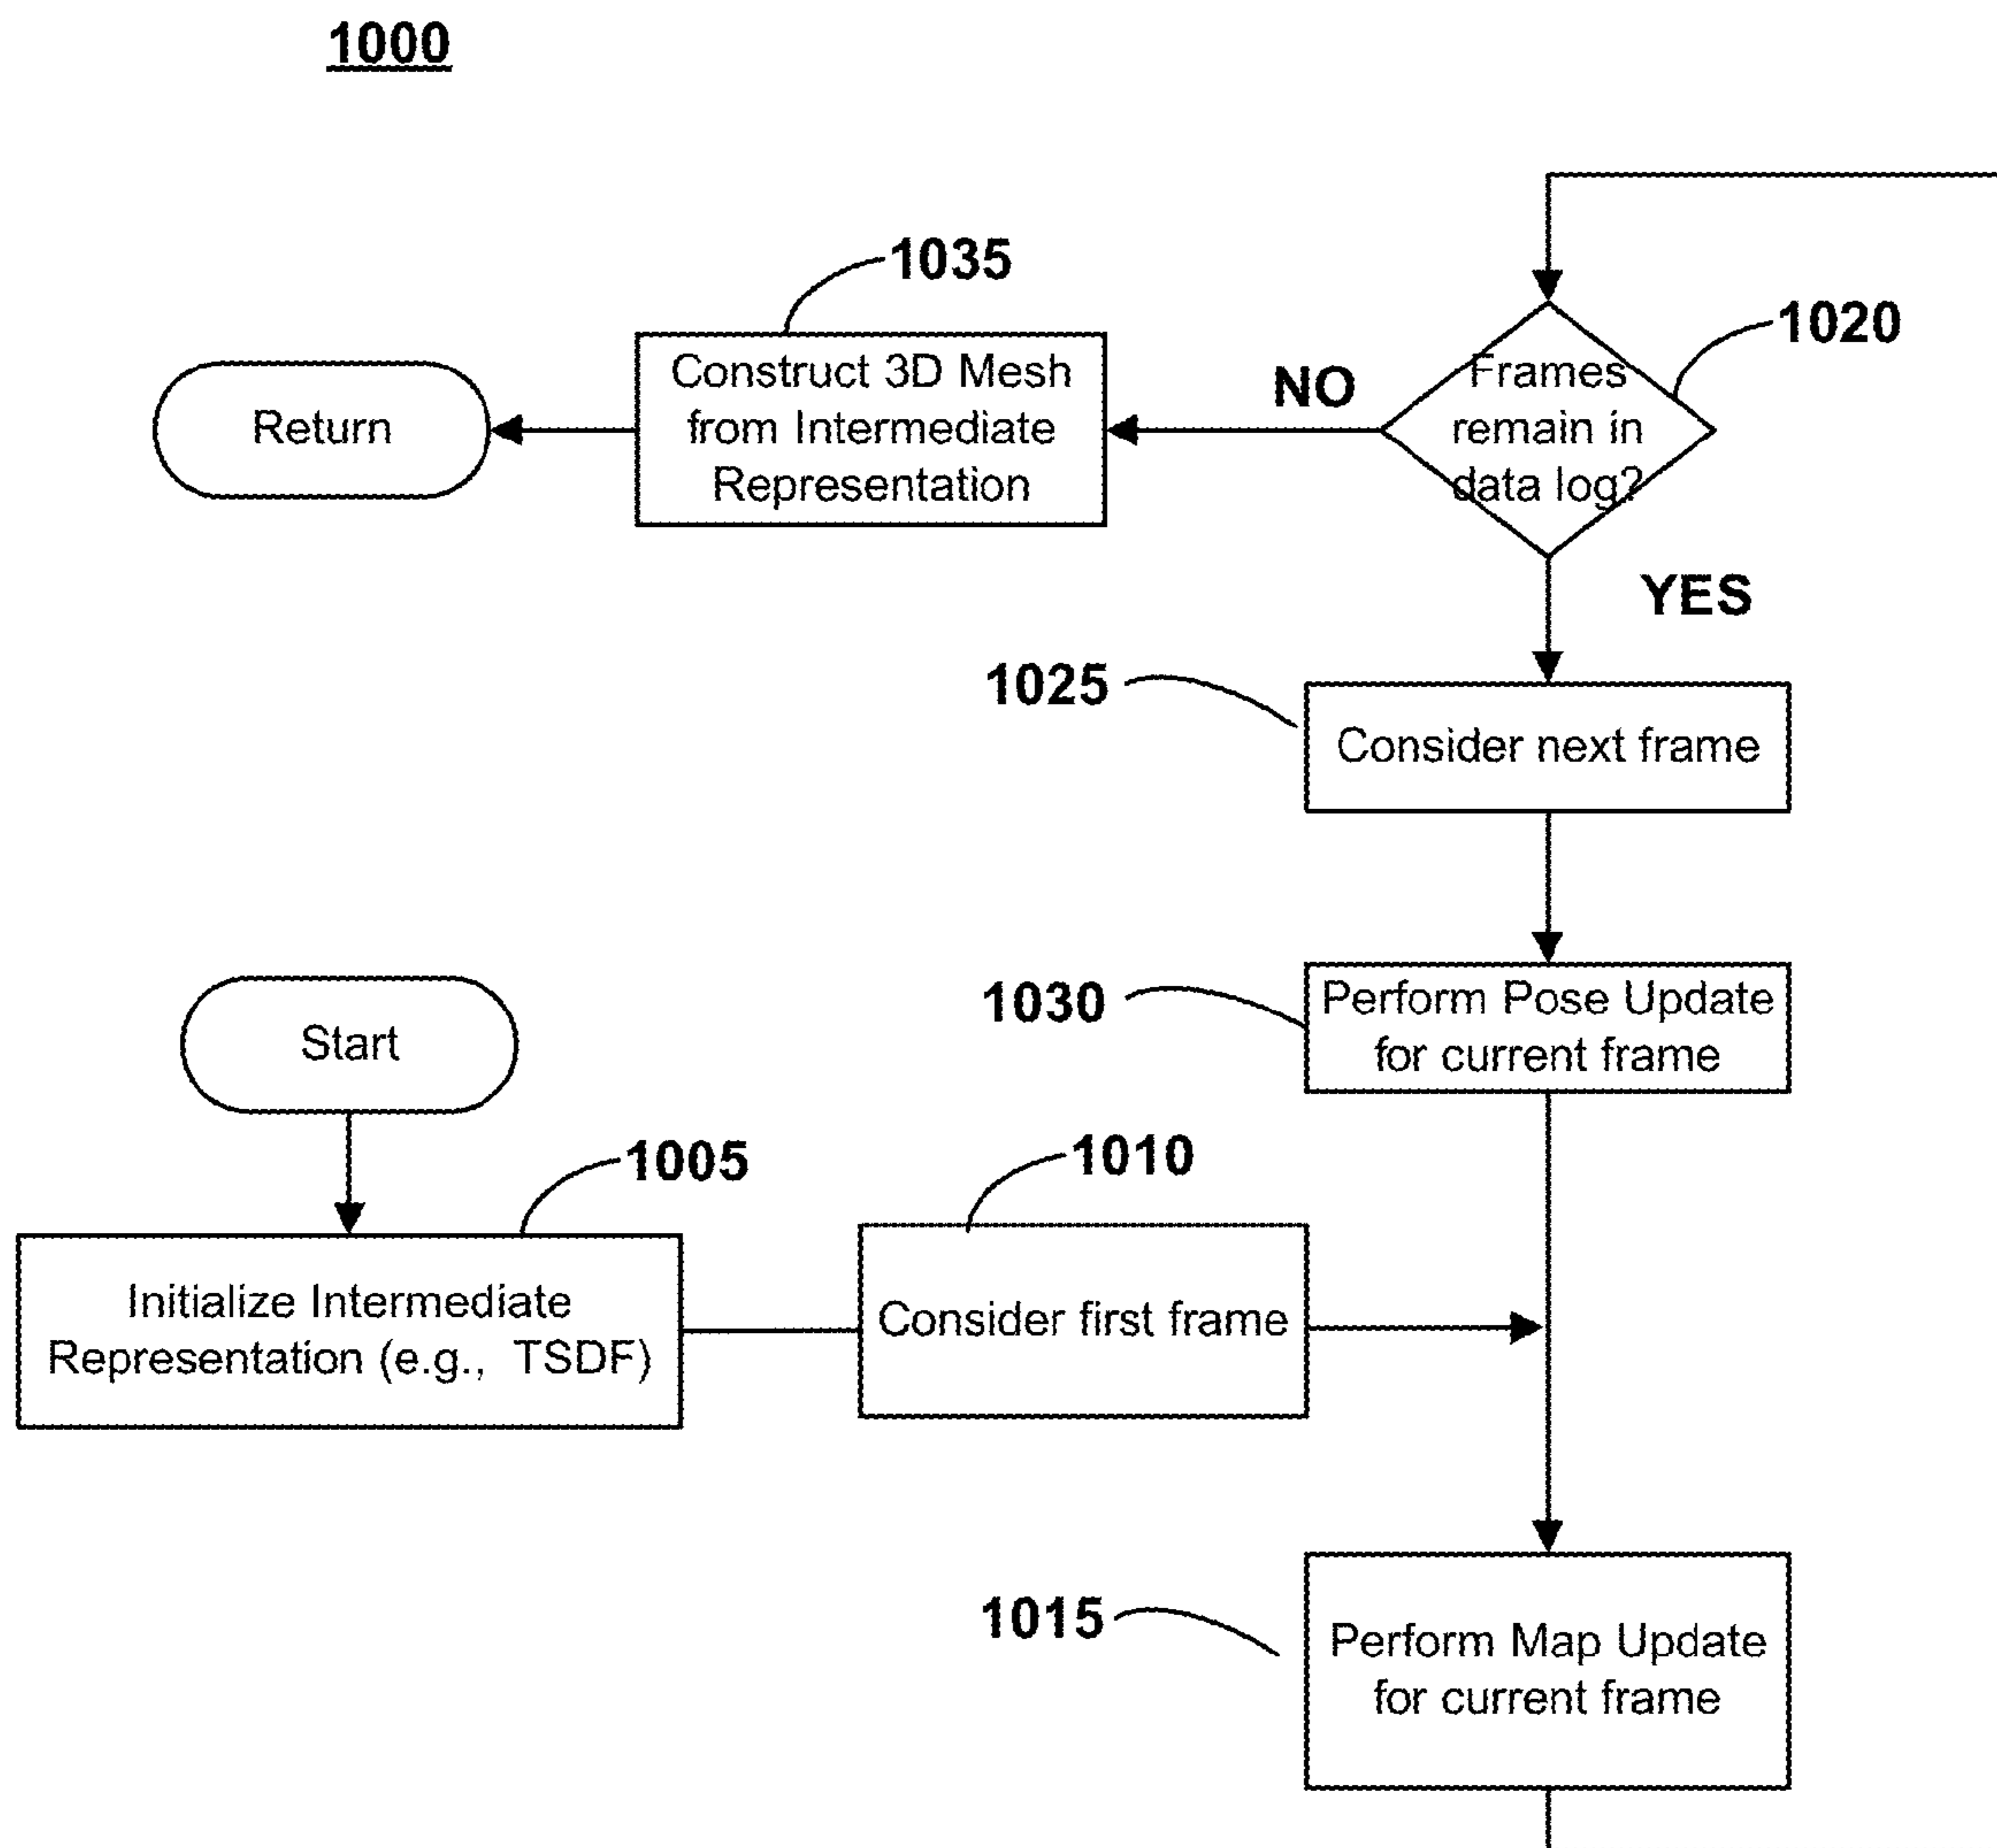 1000
1035
Construct 3D Mesh
from Intermediate
Representation
Return
NO
1020
Frames
remain in
data log?
YES
1025
Consider next frame
1030
Perform Pose Update
for current frame
Start
1005
1010
Initialize Intermediate
Representation (e.g., TSDF)
Consider first frame
1015
Perform Map Update
for current frame